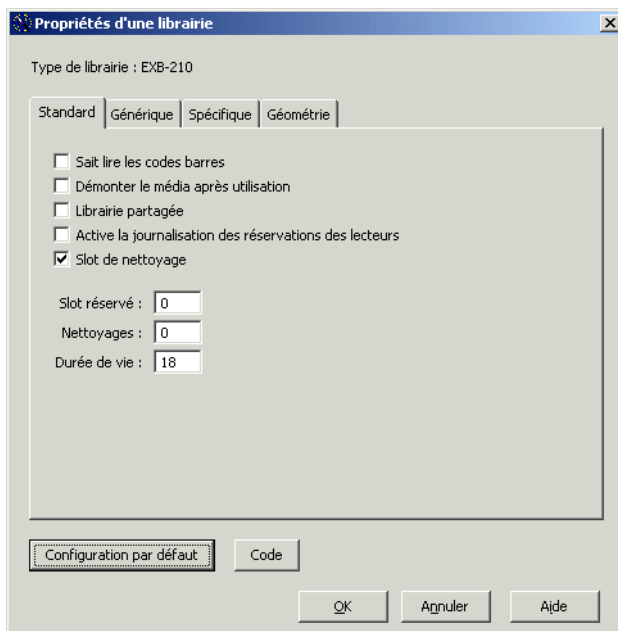 Propriétés d'une librairie
Type de librairie : EXB-210
Standard Générique Spécifique Géométrie
Sait lire les codes barres
Démonter le média après utilisation
Librairie partagée
Active la journalisation des réservations des lecteurs
Slot de nettoyage
Slot réservé : 0
Nettoyages : 0
Durée de vie : 18
Configuration par défaut Code
OK Annuler Aide